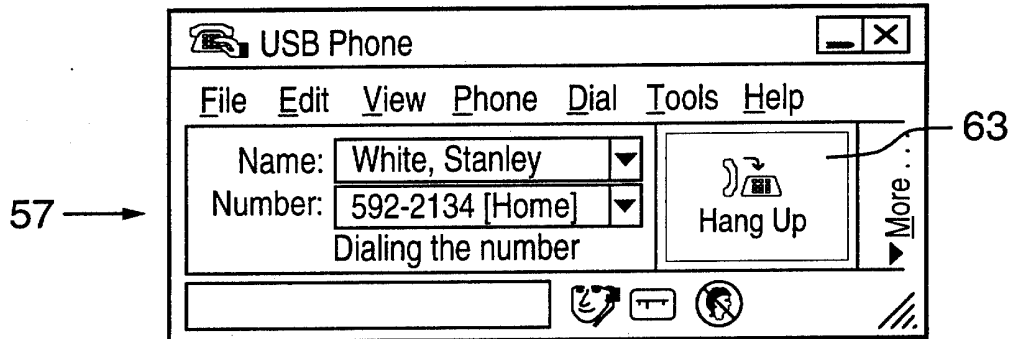 USB Phone
File Edit View Phone Dial Tools Help
63
Name: White, Stanley
57
Number: 592-2134 [Home]
Dialing the number
Hang Up
More...